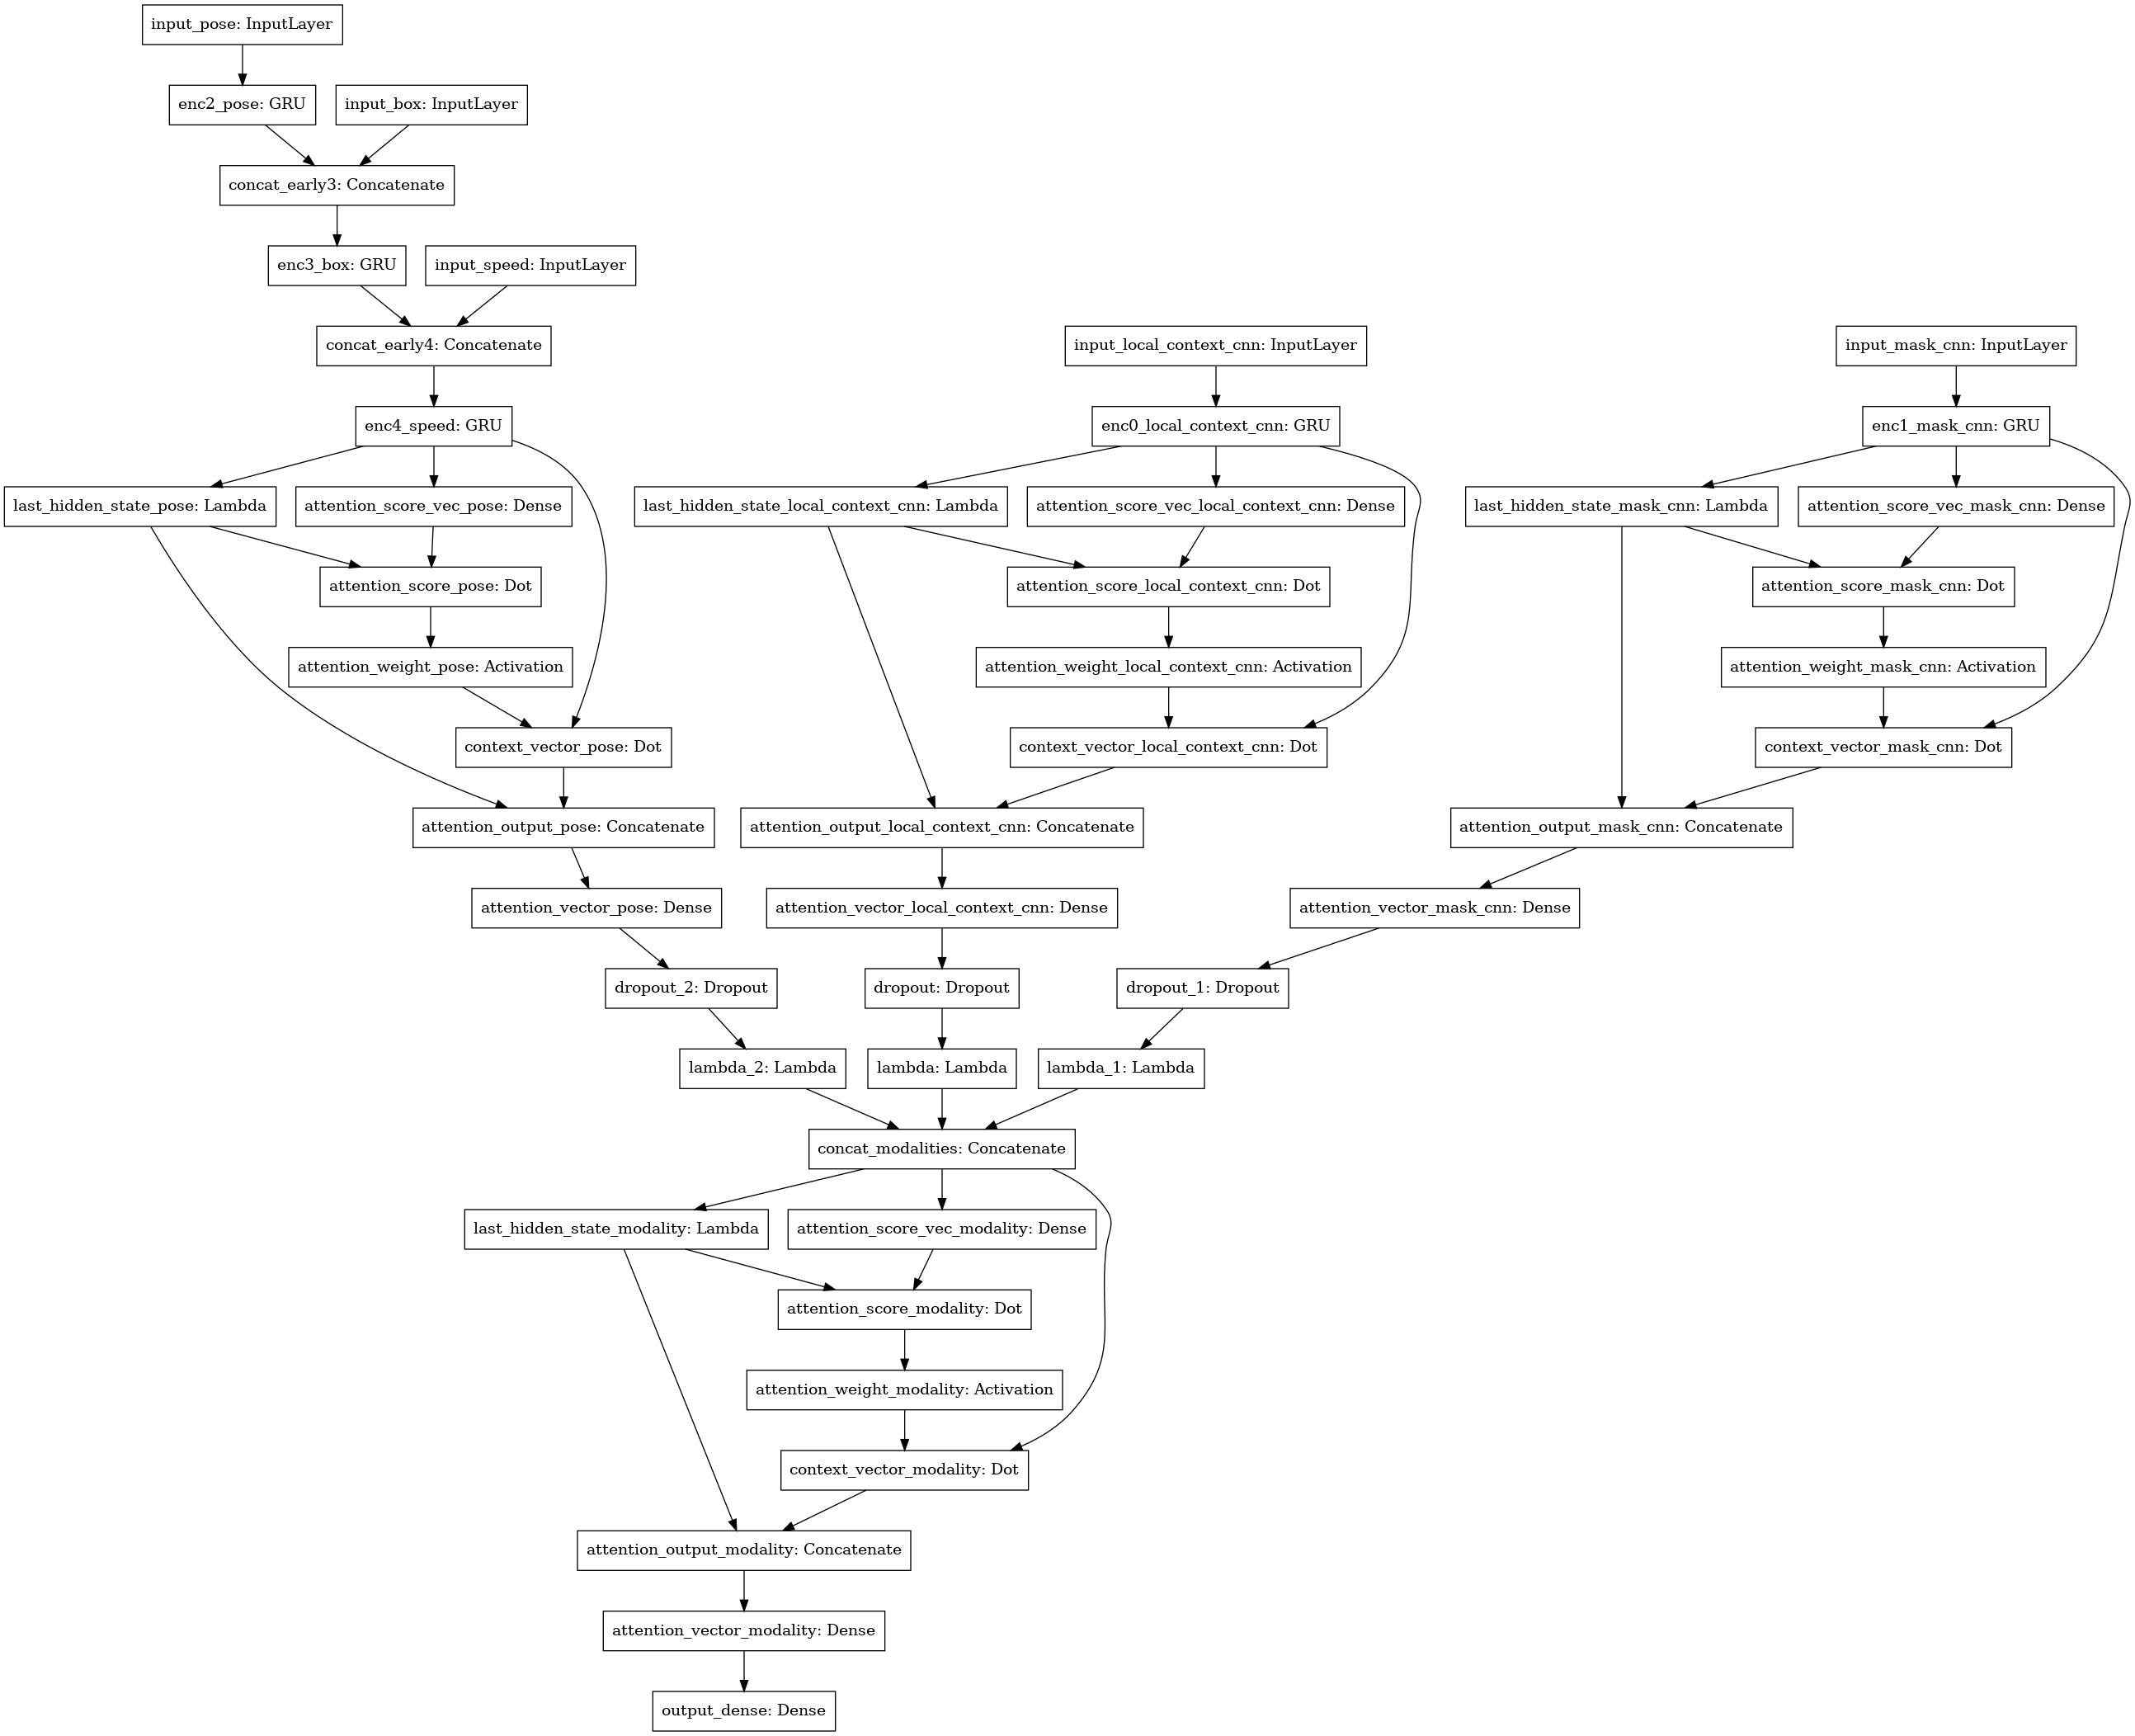 input_pose: InputLayer
enc2_pose: GRU
input_box: InputLayer
concat_early3: Concatenate
enc3_box: GRU
input_speed: InputLayer
concat_early4: Concatenate
input_local_context_cnn: InputLayer
input_mask_cnn: InputLayer
enc4_speed: GRU
enc0_local_context_cnn: GRU
enc1_mask_cnn: GRU
last_hidden_state_pose: Lambda
attention_score_vec_pose: Dense
last_hidden_state_local_context_cnn: Lambda
attention_score_vec_local_context_cnn: Dense
last_hidden_state_mask_cnn: Lambda
attention_score_vec_mask_cnn: Dense
attention_score_pose: Dot
attention_score_local_context_cnn: Dot
attention_score_mask_cnn: Dot
attention_weight_pose: Activation
attention_weight_local_context_cnn: Activation
attention_weight_mask_cnn: Activation
context_vector_pose: Dot
context_vector_local_context_cnn: Dot
context_vector_mask_cnn: Dot
attention_output_pose: Concatenate
attention_output_local_context_cnn: Concatenate
attention_output_mask_cnn: Concatenate
attention_vector_pose: Dense
attention_vector_local_context_cnn: Dense
attention_vector_mask_cnn: Dense
dropout_2: Dropout
dropout: Dropout
dropout_1: Dropout
lambda_2: Lambda
lambda: Lambda
lambda_1: Lambda
concat_modalities: Concatenate
last_hidden_state_modality: Lambda
attention_score_vec_modality: Dense
attention_score_modality: Dot
attention_weight_modality: Activation
context_vector_modality: Dot
attention_output_modality: Concatenate
attention_vector_modality: Dense
output_dense: Dense